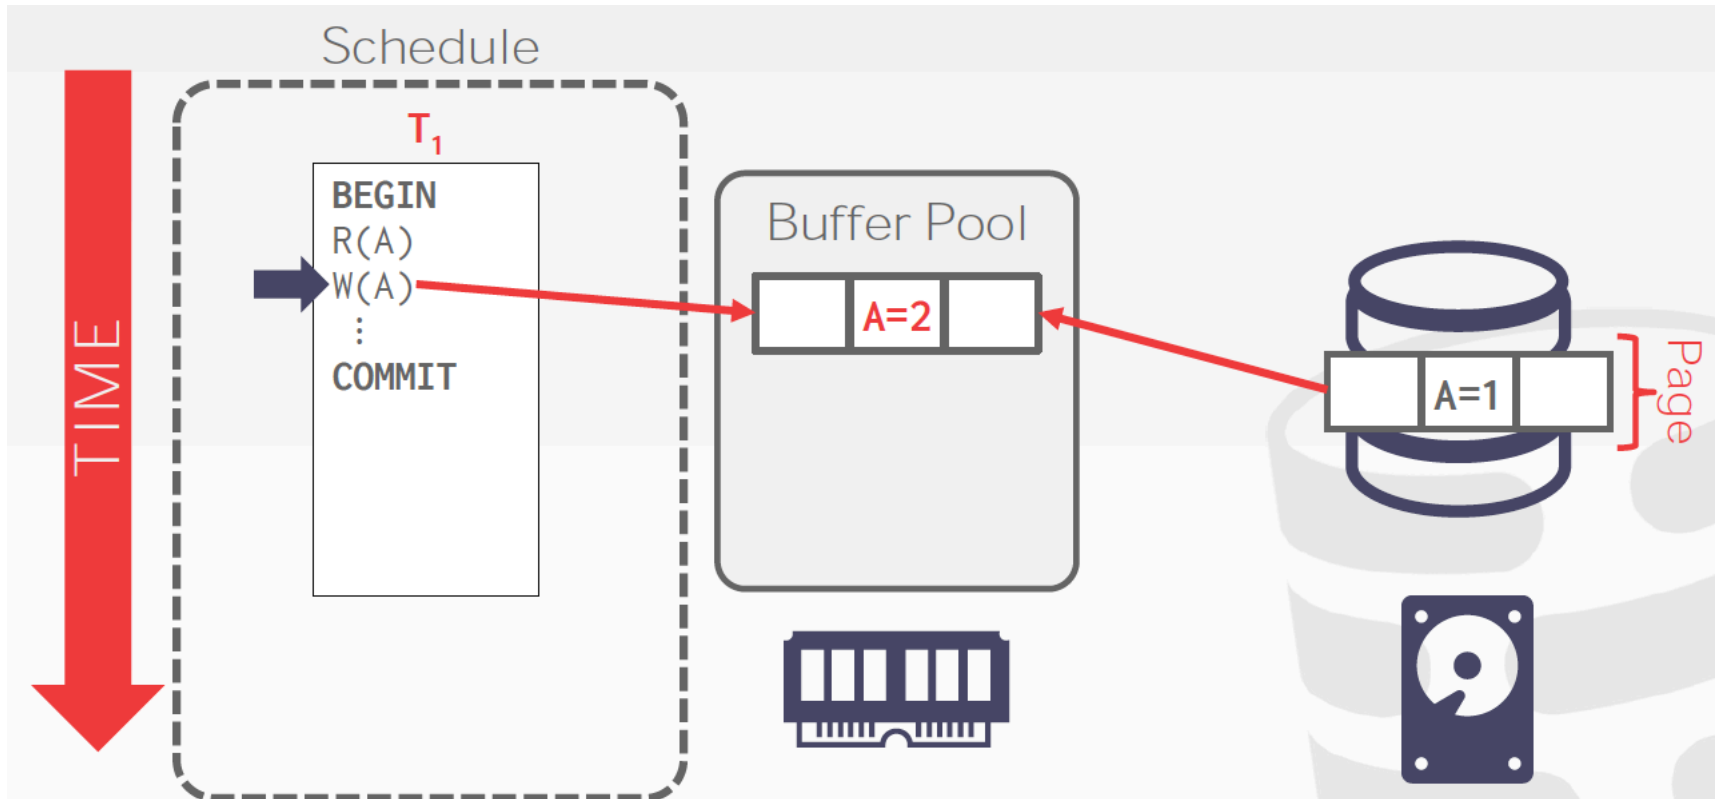 Schedule
TIME
T1
BEGIN
R(A)
W(A)
⋮
COMMIT
Buffer Pool
A=2
A=1
Page